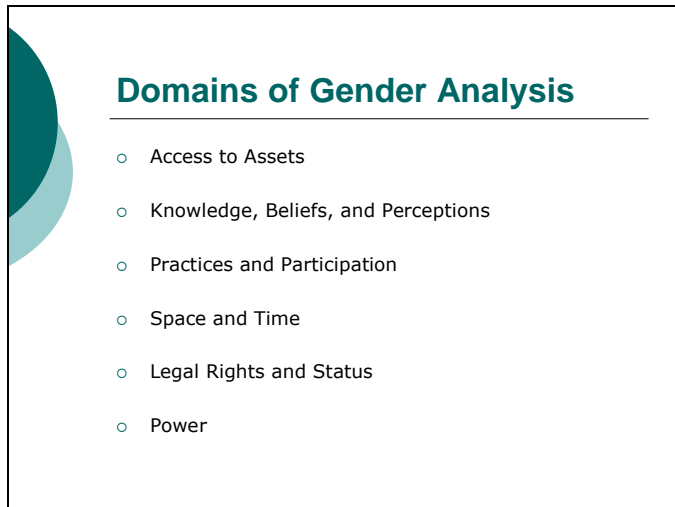 Domains of Gender Analysis
Access to Assets
Knowledge, Beliefs, and Perceptions
Practices and Participation
Space and Time
Legal Rights and Status
Power